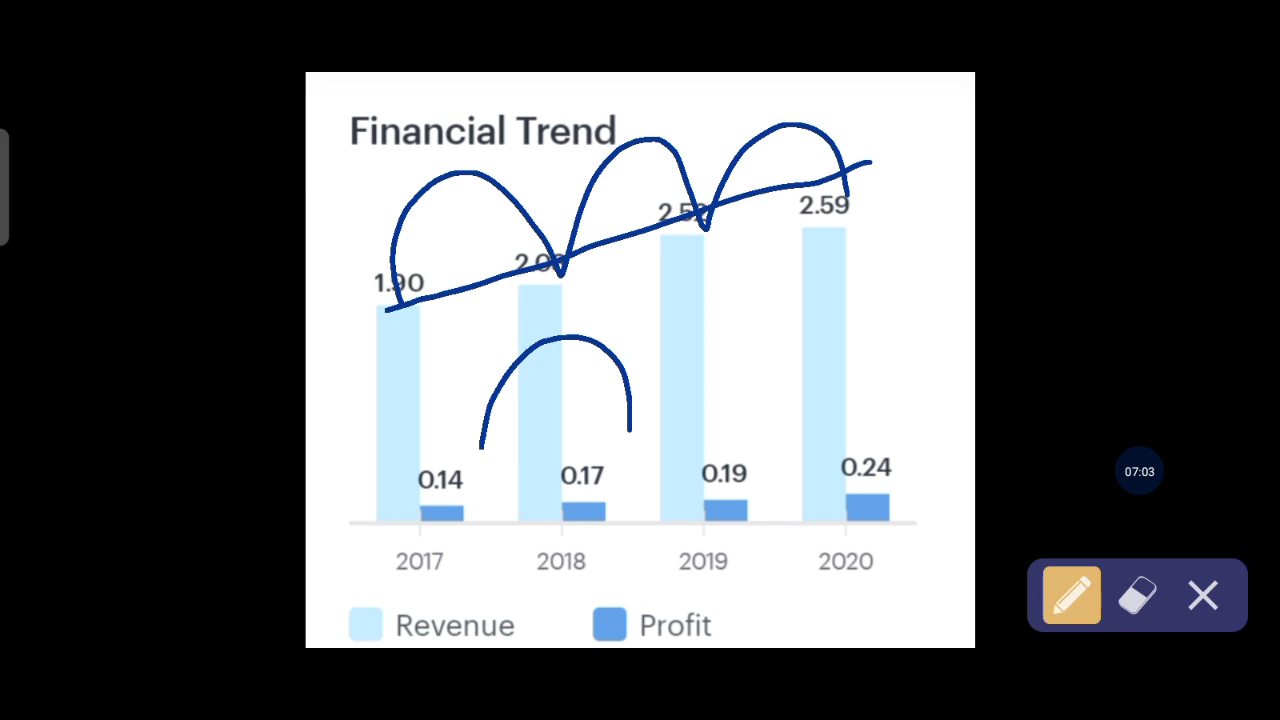 Financial Trend
2.59
1.90
0.24
0.14 0.17 0.19
07:03
2017 2018 2019 2020
Revenue Profit